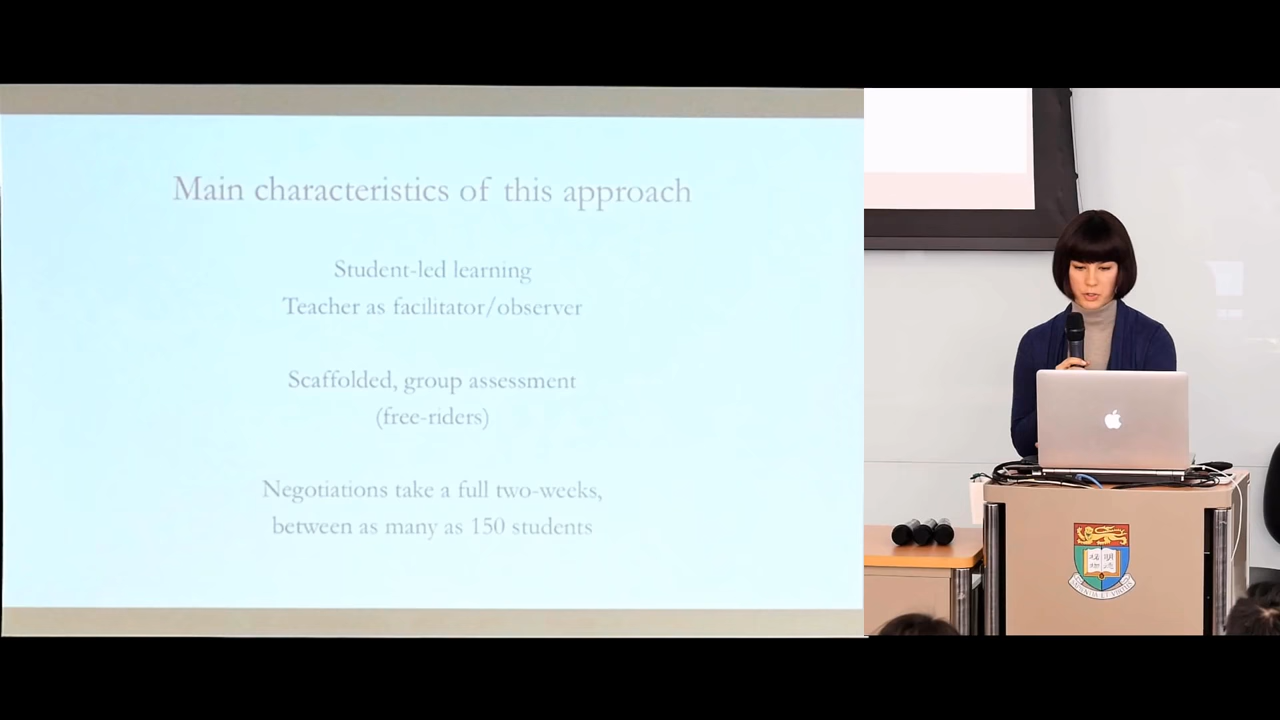 Main characteristics of this approach
Student-led learning
Teacher as facilitator/observer
Scaffolded, group assessment
(free-riders)
Negotiations take a full two-weeks,
between as many as 150 students